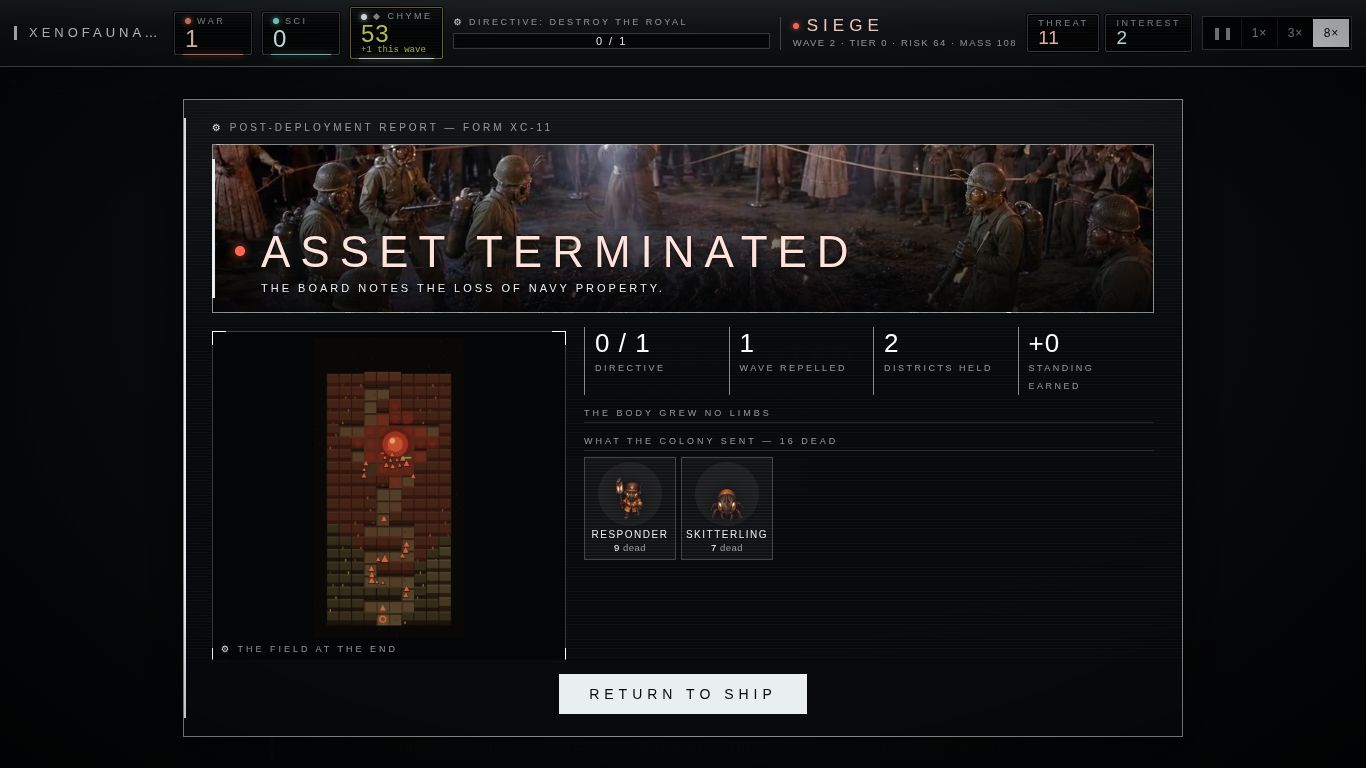 XENOFAUNA…
WAR
1
SCI
0
CHYME
53
+1 this wave
DIRECTIVE: DESTROY THE ROYAL
0 / 1
SIEGE
WAVE 2 · TIER 0 · RISK 64 · MASS 108
THREAT
11
INTEREST
2
1×
3×
8×
POST-DEPLOYMENT REPORT — FORM XC-11
ASSET TERMINATED
THE BOARD NOTES THE LOSS OF NAVY PROPERTY.
0 / 1
DIRECTIVE
1
WAVE REPELLED
2
DISTRICTS HELD
+0
STANDING
EARNED
THE BODY GREW NO LIMBS
WHAT THE COLONY SENT — 16 DEAD
RESPONDER
9 dead
SKITTERLING
7 dead
THE FIELD AT THE END
RETURN TO SHIP